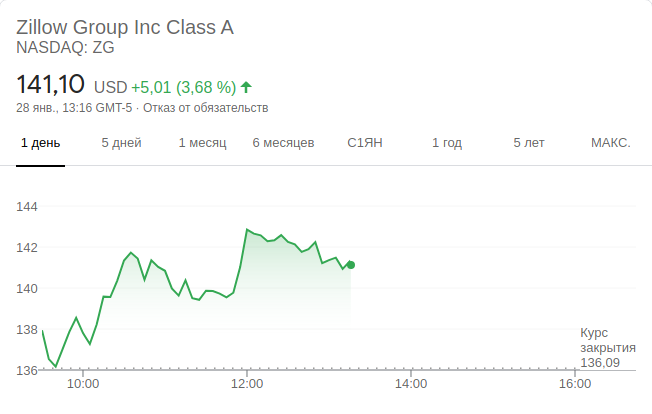 Zillow Group Inc Class A
NASDAQ: ZG
141,10 USD +5,01 (3,68 %)
28 янв., 13:16 GMT-5 · Отказ от обязательств
1 день 5 дней 1 месяц 6 месяцев С1ЯН 1 год 5 лет МАКС.
144
142
140
138
136
Курс
закрытия
136,09
10:00 12:00 14:00 16:00